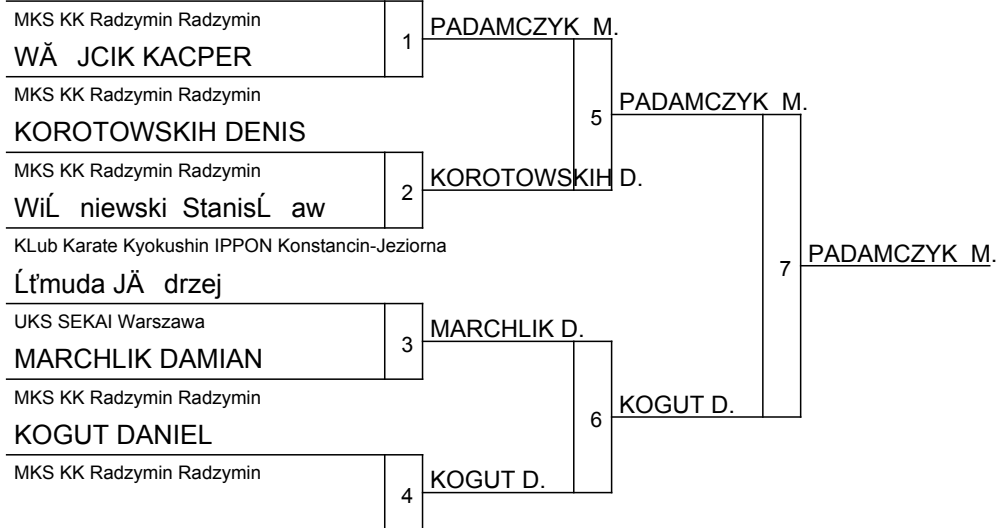 MKS KK Radzymin Radzymin
WĂ JCIK KACPER
1
PADAMCZYK M.
MKS KK Radzymin Radzymin
KOROTOWSKIH DENIS
5
PADAMCZYK M.
MKS KK Radzymin Radzymin
WiĹ niewski StanisĹ aw
2
KOROTOWSKIH D.
KLub Karate Kyokushin IPPON Konstancin-Jeziorna
Ĺťmuda JÄ drzej
7
PADAMCZYK M.
UKS SEKAI Warszawa
MARCHLIK DAMIAN
3
MARCHLIK D.
MKS KK Radzymin Radzymin
KOGUT DANIEL
6
KOGUT D.
MKS KK Radzymin Radzymin
4
KOGUT D.